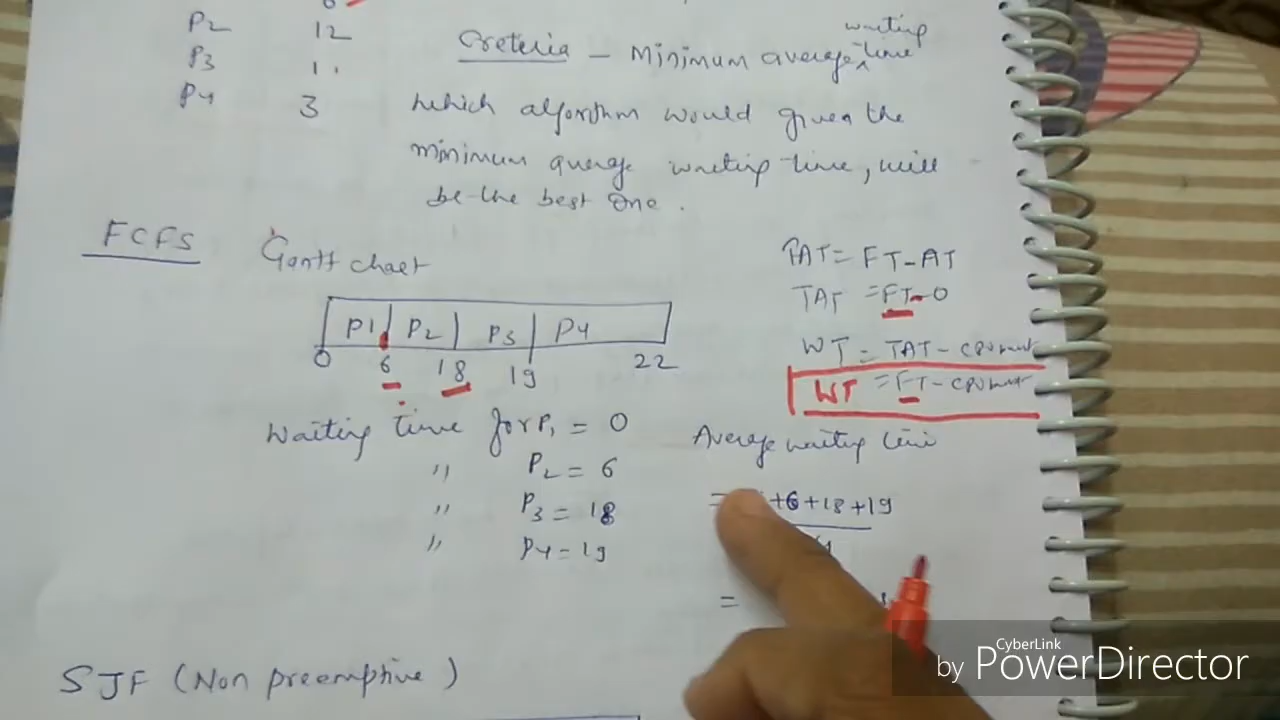 6
P2 12
P3 1
P4 3
Creteria - Minimum average waiting time
which algorithm would given the
minimum average waiting time, will
be the best one.
FCFS Gantt chart
P1 P2 P3 P4
0 6 18 19 22
TAT = FT-AT
TAT = FT-0
WT = TAT - CPU
WT = FT - CPU
Waiting time for P1 = 0
" P2 = 6
" P3 = 18
" P4 = 19
Average waiting time
= +6+18+19
4
=
SJF (Non preemptive)
CyberLink
by PowerDirector